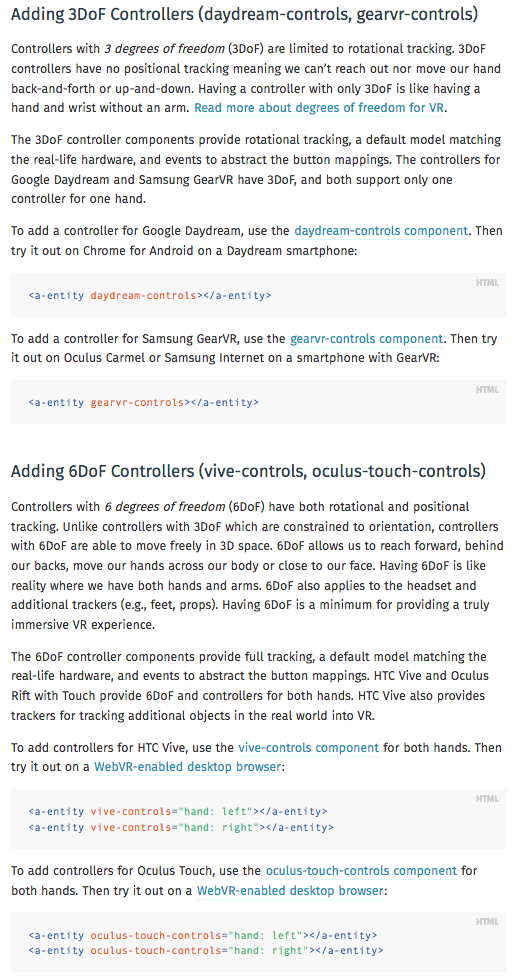 Adding 3DoF Controllers (daydream-controls, gearvr-controls)
Controllers with 3 degrees of freedom (3DoF) are limited to rotational tracking. 3DoF
controllers have no positional tracking meaning we can't reach out nor move our hand
back-and-forth or up-and-down. Having a controller with only 3DoF is like having a
hand and wrist without an arm. Read more about degrees of freedom for VR.
The 3DoF controller components provide rotational tracking, a default model matching
the real-life hardware, and events to abstract the button mappings. The controllers for
Google Daydream and Samsung GearVR have 3DoF, and both support only one
controller for one hand.
To add a controller for Google Daydream, use the daydream-controls component. Then
try it out on Chrome for Android on a Daydream smartphone:
HTML
<a-entity daydream-controls></a-entity>
To add a controller for Samsung GearVR, use the gearvr-controls component. Then try
it out on Oculus Carmel or Samsung Internet on a smartphone with GearVR:
HTML
<a-entity gearvr-controls></a-entity>
Adding 6DoF Controllers (vive-controls, oculus-touch-controls)
Controllers with 6 degrees of freedom (6DoF) have both rotational and positional
tracking. Unlike controllers with 3DoF which are constrained to orientation, controllers
with 6DoF are able to move freely in 3D space. 6DoF allows us to reach forward, behind
our backs, move our hands across our body or close to our face. Having 6DoF is like
reality where we have both hands and arms. 6DoF also applies to the headset and
additional trackers (e.g., feet, props). Having 6DoF is a minimum for providing a truly
immersive VR experience.
The 6DoF controller components provide full tracking, a default model matching the
real-life hardware, and events to abstract the button mappings. HTC Vive and Oculus
Rift with Touch provide 6DoF and controllers for both hands. HTC Vive also provides
trackers for tracking additional objects in the real world into VR.
To add controllers for HTC Vive, use the vive-controls component for both hands. Then
try it out on a WebVR-enabled desktop browser:
HTML
<a-entity vive-controls="hand: left"></a-entity>
<a-entity vive-controls="hand: right"></a-entity>
To add controllers for Oculus Touch, use the oculus-touch-controls component for
both hands. Then try it out on a WebVR-enabled desktop browser:
HTML
<a-entity oculus-touch-controls="hand: left"></a-entity>
<a-entity oculus-touch-controls="hand: right"></a-entity>